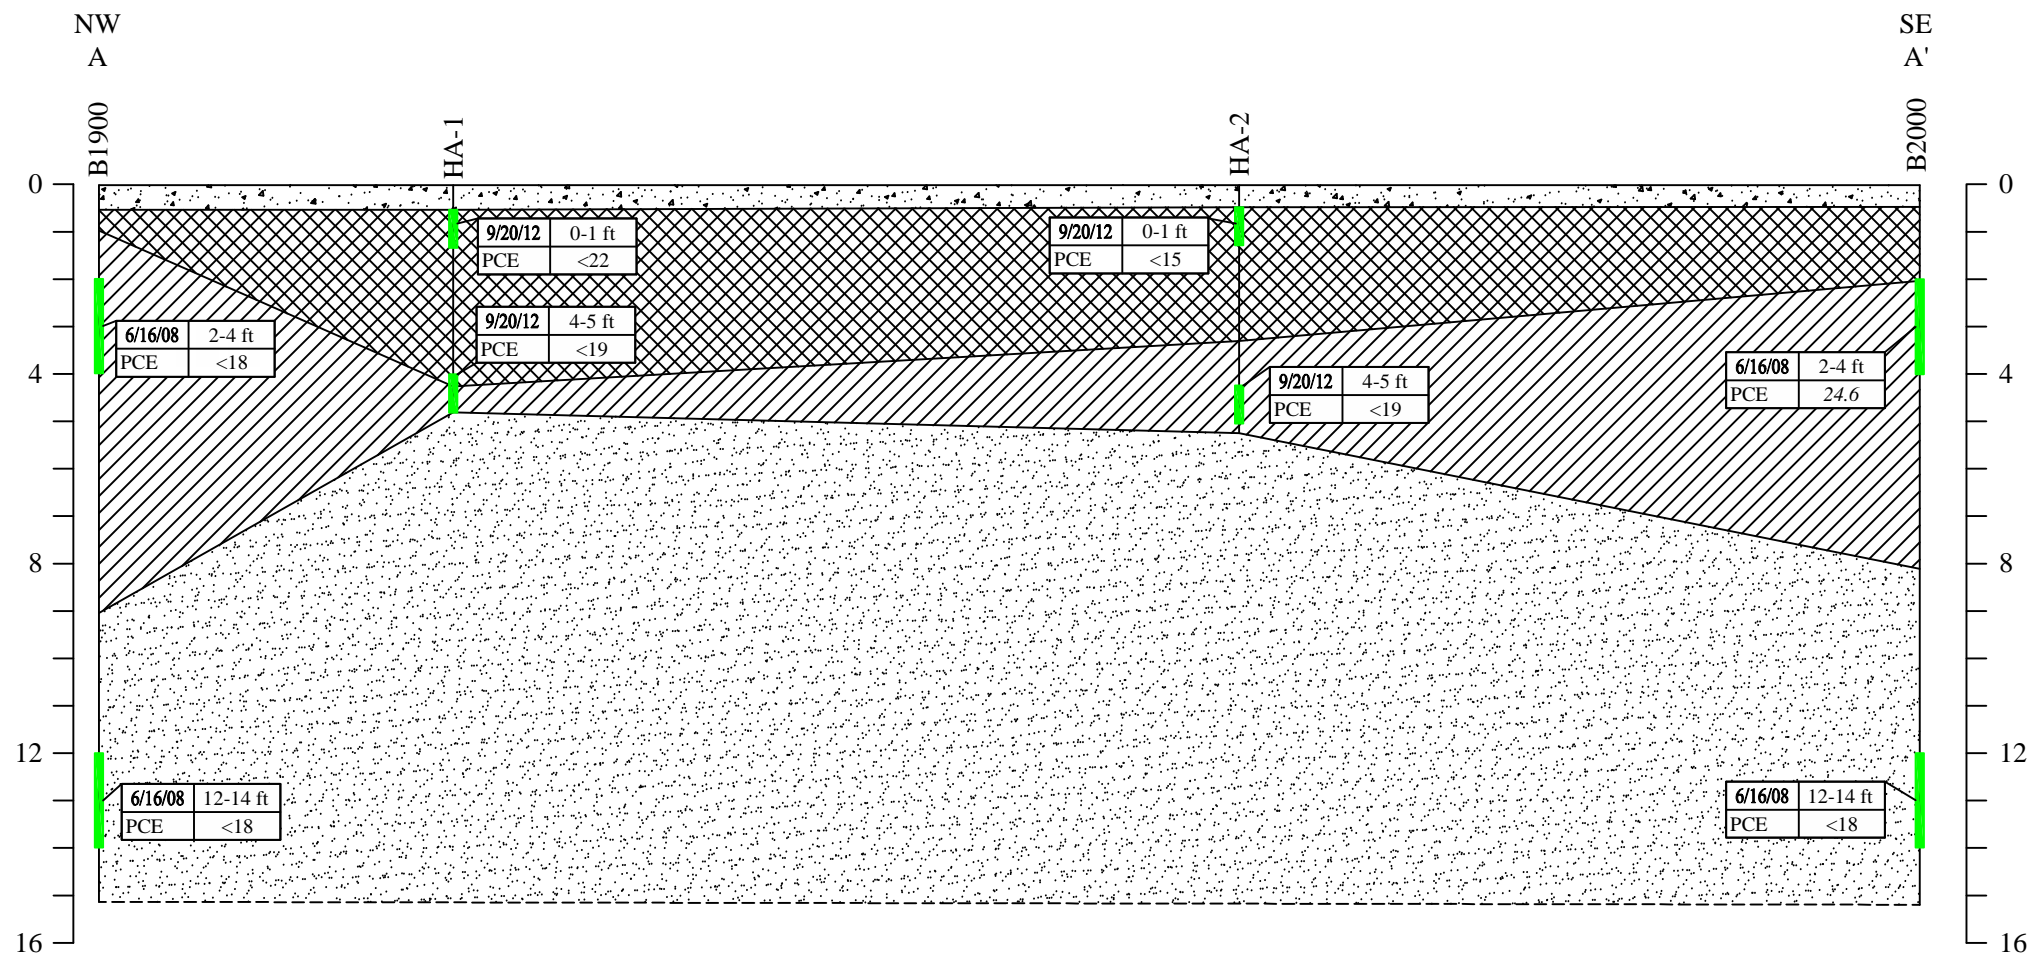 NW
A
SE
A'
B1900
HA-1
HA-2
B2000
0
0
9/20/12 0-1 ft
PCE <22
9/20/12 0-1 ft
PCE <15
9/20/12 4-5 ft
PCE <19
6/16/08 2-4 ft
PCE <18
6/16/08 2-4 ft
PCE 24.6
4
4
9/20/12 4-5 ft
PCE <19
8
8
12
12
6/16/08 12-14 ft
PCE <18
6/16/08 12-14 ft
PCE <18
16
16